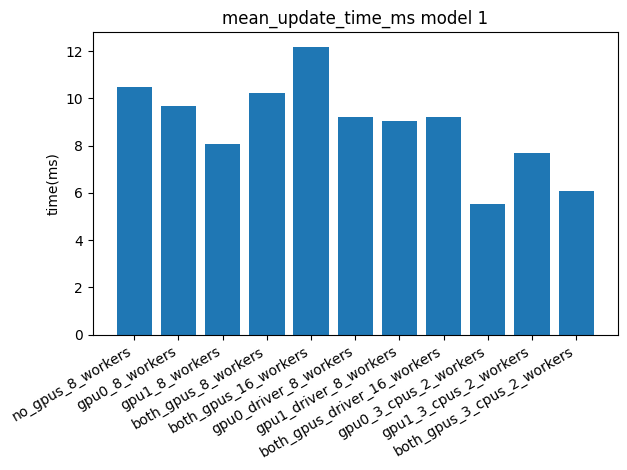 mean_update_time_ms model 1
time(ms)
12
10
8
6
4
2
0
no_gpus_8_workers
gpu0_8_workers
gpu1_8_workers
both_gpus_8_workers
both_gpus_16_workers
gpu0_driver_8_workers
gpu1_driver_8_workers
both_gpus_driver_16_workers
gpu0_3_cpus_2_workers
gpu1_3_cpus_2_workers
both_gpus_3_cpus_2_workers